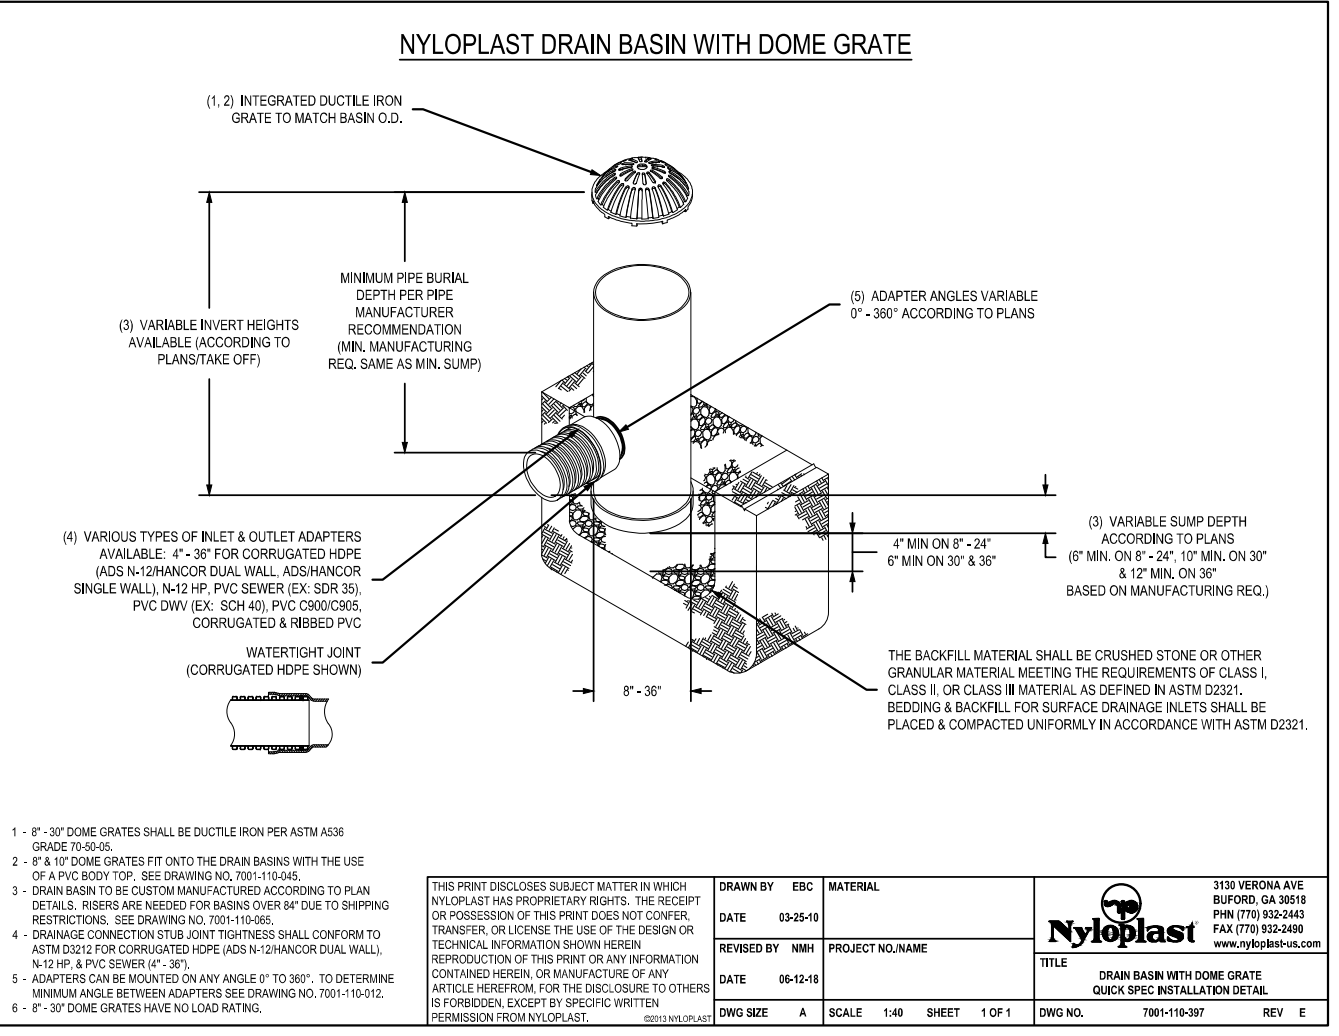 NYLOPLAST DRAIN BASIN WITH DOME GRATE
(1, 2) INTEGRATED DUCTILE IRON
GRATE TO MATCH BASIN O.D.
MINIMUM PIPE BURIAL
DEPTH PER PIPE
MANUFACTURER
RECOMMENDATION
(MIN. MANUFACTURING
REQ. SAME AS MIN. SUMP)
(3) VARIABLE INVERT HEIGHTS
AVAILABLE (ACCORDING TO
PLANS/TAKE OFF)
(5) ADAPTER ANGLES VARIABLE
0° - 360° ACCORDING TO PLANS
(4) VARIOUS TYPES OF INLET & OUTLET ADAPTERS
AVAILABLE: 4" - 36" FOR CORRUGATED HDPE
(ADS N-12/HANCOR DUAL WALL, ADS/HANCOR
SINGLE WALL), N-12 HP, PVC SEWER (EX: SDR 35),
PVC DWV (EX: SCH 40), PVC C900/C905,
CORRUGATED & RIBBED PVC
WATERTIGHT JOINT
(CORRUGATED HDPE SHOWN)
4" MIN ON 8" - 24"
6" MIN ON 30" & 36"
(3) VARIABLE SUMP DEPTH
ACCORDING TO PLANS
(6" MIN. ON 8" - 24", 10" MIN. ON 30"
& 12" MIN. ON 36"
BASED ON MANUFACTURING REQ.)
8" - 36"
THE BACKFILL MATERIAL SHALL BE CRUSHED STONE OR OTHER
GRANULAR MATERIAL MEETING THE REQUIREMENTS OF CLASS I,
CLASS II, OR CLASS III MATERIAL AS DEFINED IN ASTM D2321.
BEDDING & BACKFILL FOR SURFACE DRAINAGE INLETS SHALL BE
PLACED & COMPACTED UNIFORMLY IN ACCORDANCE WITH ASTM D2321.
1 - 8" - 30" DOME GRATES SHALL BE DUCTILE IRON PER ASTM A536
GRADE 70-50-05.
2 - 8" & 10" DOME GRATES FIT ONTO THE DRAIN BASINS WITH THE USE
OF A PVC BODY TOP. SEE DRAWING NO. 7001-110-045.
3 - DRAIN BASIN TO BE CUSTOM MANUFACTURED ACCORDING TO PLAN
DETAILS. RISERS ARE NEEDED FOR BASINS OVER 84" DUE TO SHIPPING
RESTRICTIONS. SEE DRAWING NO. 7001-110-065.
4 - DRAINAGE CONNECTION STUB JOINT TIGHTNESS SHALL CONFORM TO
ASTM D3212 FOR CORRUGATED HDPE (ADS N-12/HANCOR DUAL WALL),
N-12 HP, & PVC SEWER (4" - 36").
5 - ADAPTERS CAN BE MOUNTED ON ANY ANGLE 0° TO 360°. TO DETERMINE
MINIMUM ANGLE BETWEEN ADAPTERS SEE DRAWING NO. 7001-110-012.
6 - 8" - 30" DOME GRATES HAVE NO LOAD RATING.
THIS PRINT DISCLOSES SUBJECT MATTER IN WHICH
NYLOPLAST HAS PROPRIETARY RIGHTS. THE RECEIPT
OR POSSESSION OF THIS PRINT DOES NOT CONFER,
TRANSFER, OR LICENSE THE USE OF THE DESIGN OR
TECHNICAL INFORMATION SHOWN HEREIN
REPRODUCTION OF THIS PRINT OR ANY INFORMATION
CONTAINED HEREIN, OR MANUFACTURE OF ANY
ARTICLE HEREFROM, FOR THE DISCLOSURE TO OTHERS
IS FORBIDDEN, EXCEPT BY SPECIFIC WRITTEN
PERMISSION FROM NYLOPLAST.
©2013 NYLOPLAST
DRAWN BY EBC
DATE 03-25-10
REVISED BY NMH
DATE 06-12-18
DWG SIZE A
MATERIAL
PROJECT NO./NAME
SCALE 1:40 SHEET 1 OF 1
Nyloplast
3130 VERONA AVE
BUFORD, GA 30518
PHN (770) 932-2443
FAX (770) 932-2490
www.nyloplast-us.com
TITLE
DRAIN BASIN WITH DOME GRATE
QUICK SPEC INSTALLATION DETAIL
DWG NO. 7001-110-397 REV E